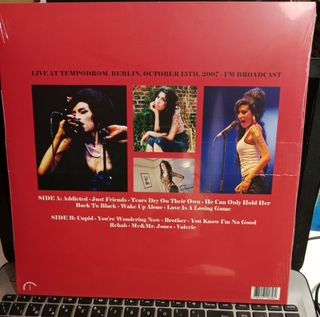 LIVE AT TEMPODROM, BERLIN, OCTOBER 15TH, 2007 - FM BROADCAST
SIDE A: Addicted - Just Friends - Tears Dry On Their Own - He Can Only Hold Her
Back To Black - Wake Up Alone - Love Is A Losing Game
SIDE B: Cupid - You're Wondering Now - Brother - You Know I'm No Good
Rehab - Me&Mr. Jones - Valerie